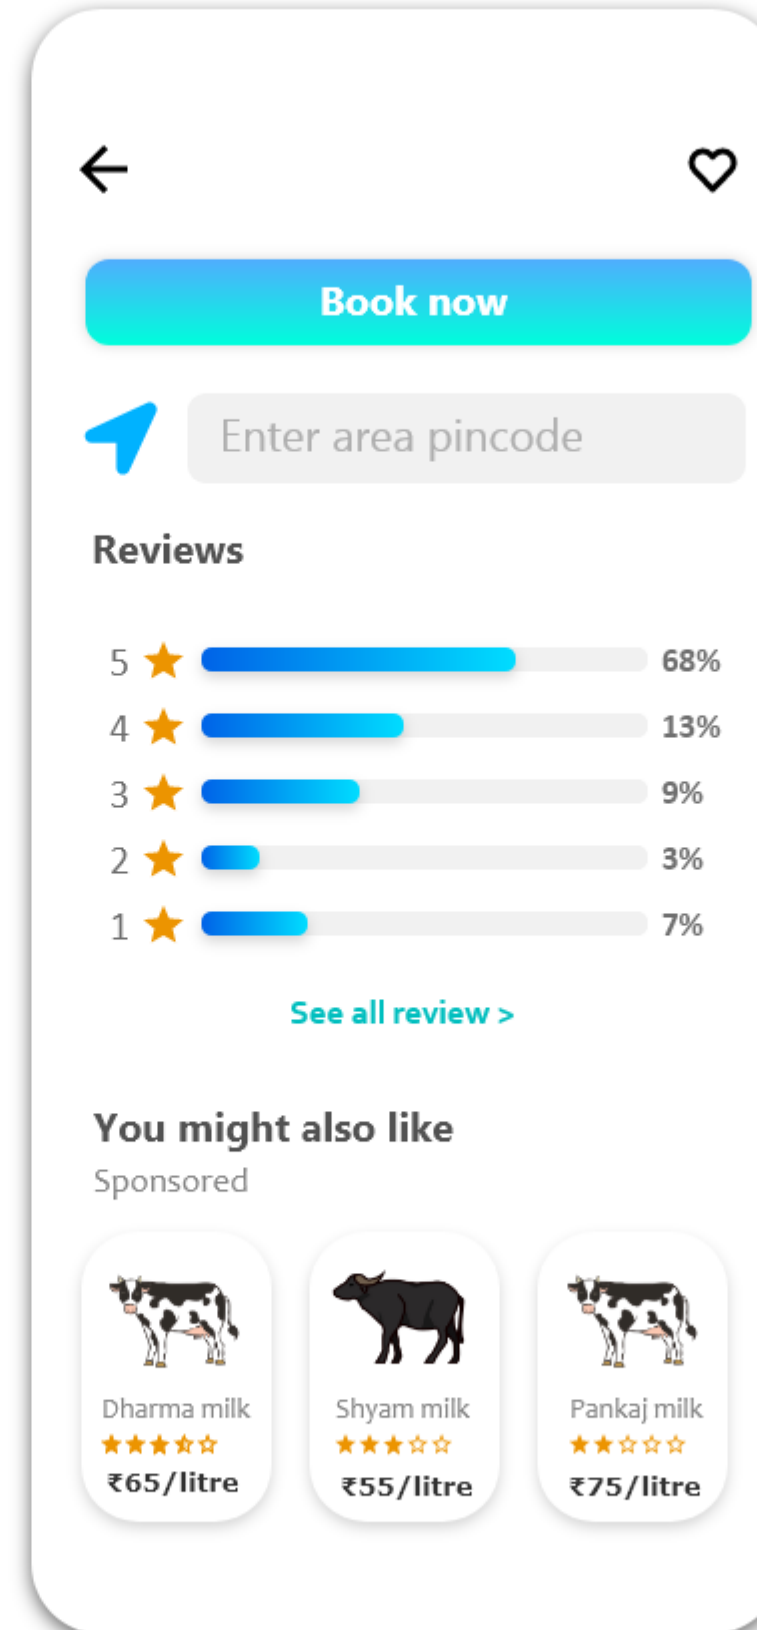 Book now
Enter area pincode
Reviews
5 68%
4 13%
9%
3
2 3%
1 7%
See all review >
You might also like
Sponsored
Dharma milk Shyam milk Pankaj milk
₹65/litre ₹55/litre ₹75/litre